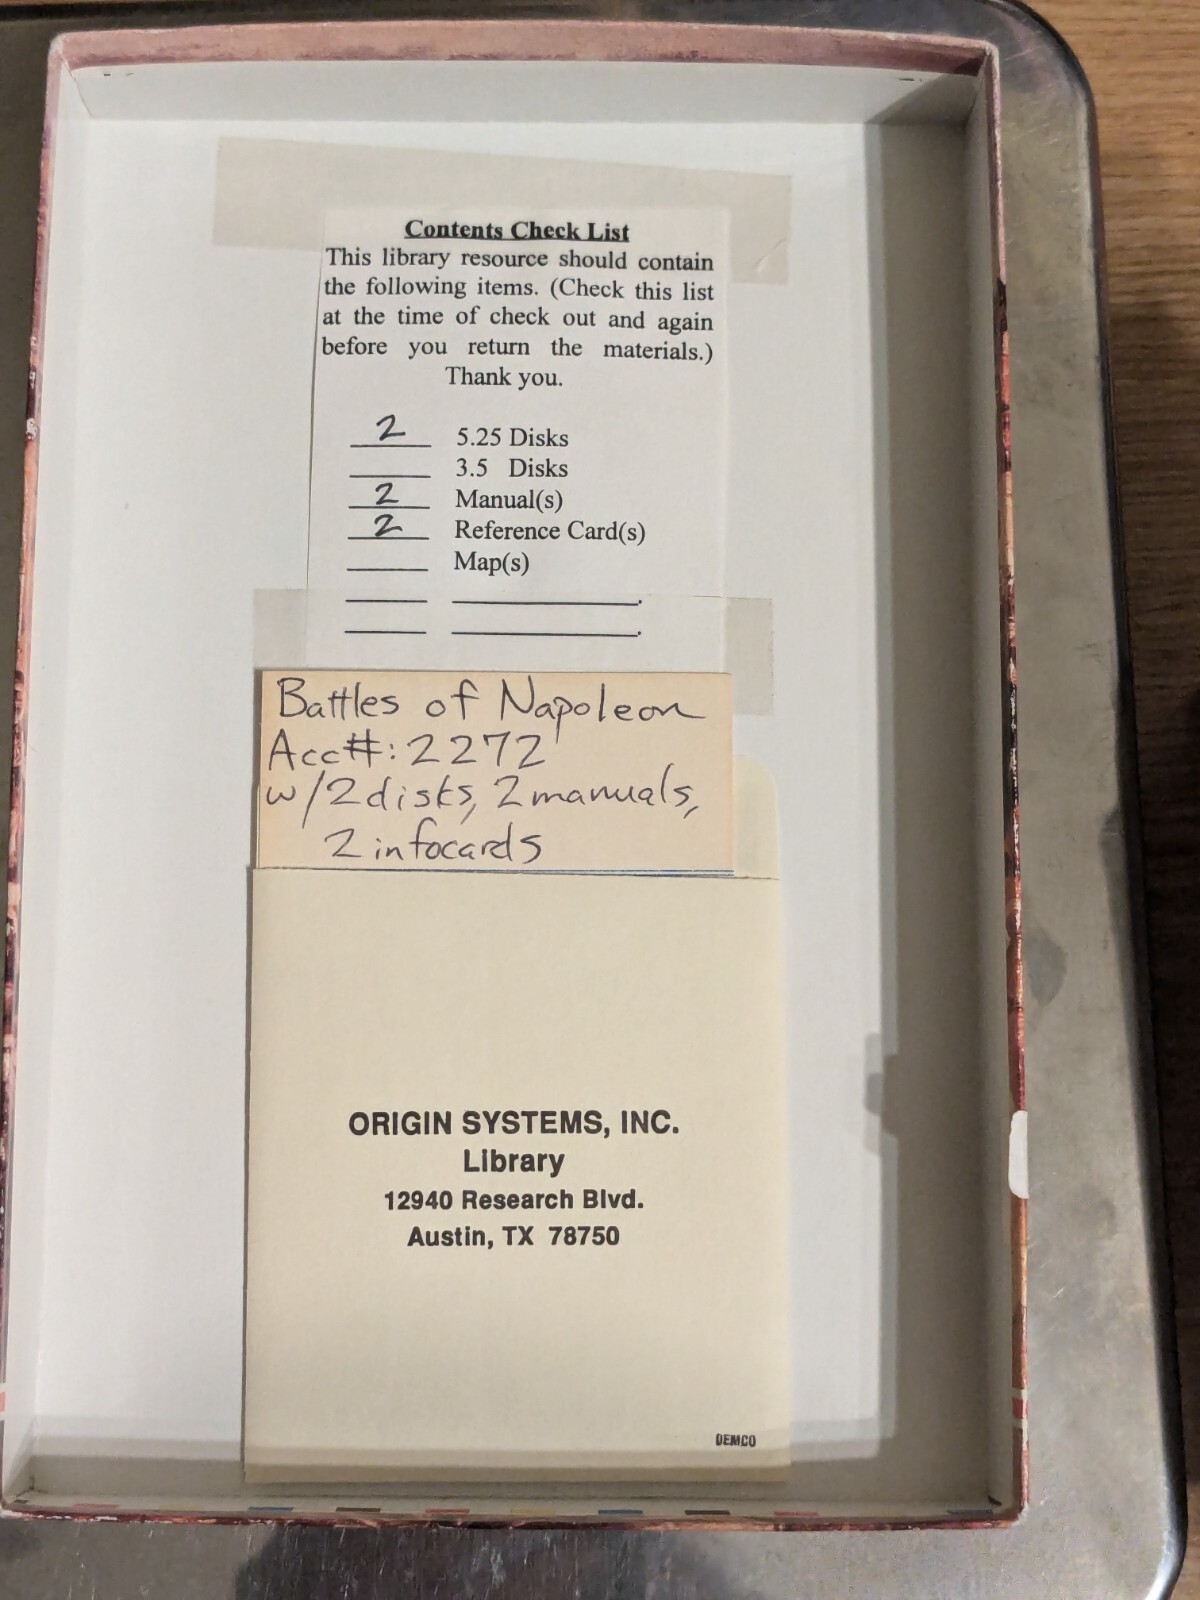 Contents Check List
This library resource should contain
the following items. (Check this list
at the time of check out and again
before you return the materials.)
Thank you.
2 5.25 Disks
3.5 Disks
2 Manual(s)
2 Reference Card(s)
Map(s)
Battles of Napoleon
Acc#: 2272
w/2 disks, 2 manuals,
2 infocards
ORIGIN SYSTEMS, INC.
Library
12940 Research Blvd.
Austin, TX 78750
DEMCO